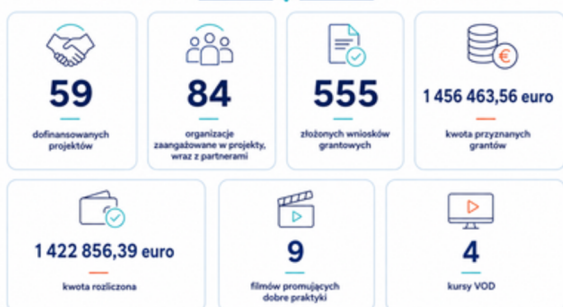 59
dofinansowanych
projektów
84
organizacje
zaangażowane w projekty,
wraz z partnerami
555
złożonych wniosków
grantowych
1 456 463,56 euro
kwota przyznanych
grantów
1 422 856,39 euro
kwota rozliczona
9
filmów promujących
dobre praktyki
4
kursy VOD